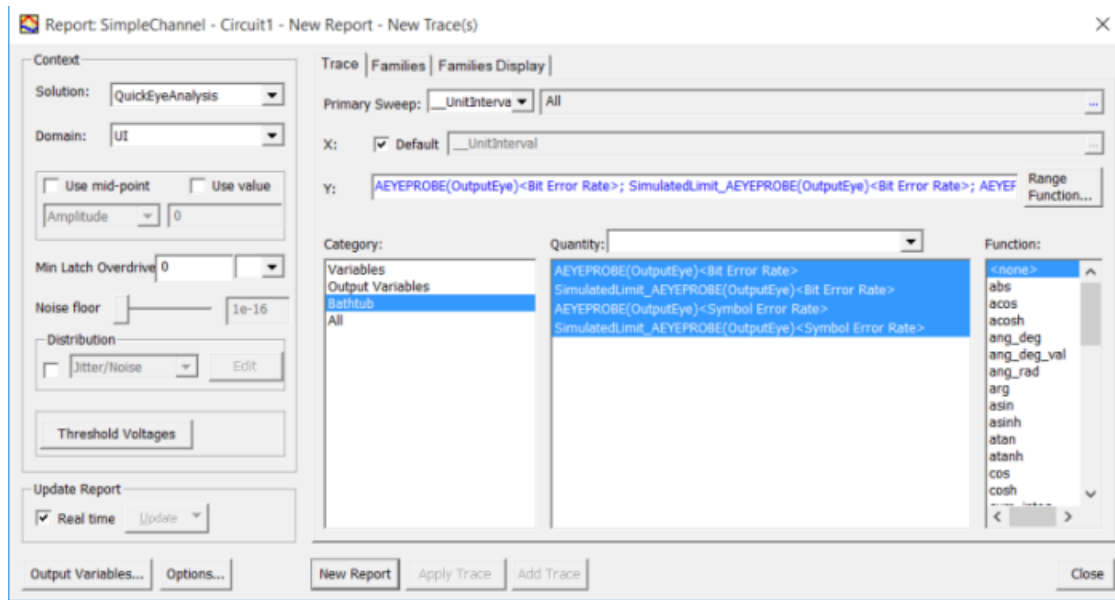 Report: SimpleChannel - Circuit1 - New Report - New Trace(s)
Context
Solution: QuickEyeAnalysis
Domain: UI
Use mid-point Use value
Amplitude 0
Min Latch Overdrive 0
Noise floor 1e-16
Distribution
Jitter/Noise Edit
Threshold Voltages
Update Report
Real time Update
Output Variables... Options...
Trace Families Families Display
Primary Sweep: __UnitInterva All ...
X: Default __UnitInterval ...
Y: AEYEPROBE(OutputEye)<Bit Error Rate>; SimulatedLimit_AEYEPROBE(OutputEye)<Bit Error Rate>; AEYEF
Range
Function...
Category:
Variables
Output Variables
Bathtub
All
Quantity:
AEYEPROBE(OutputEye)<Bit Error Rate>
SimulatedLimit_AEYEPROBE(OutputEye)<Bit Error Rate>
AEYEPROBE(OutputEye)<Symbol Error Rate>
SimulatedLimit_AEYEPROBE(OutputEye)<Symbol Error Rate>
Function:
<none>
abs
acos
acosh
ang_deg
ang_deg_val
ang_rad
arg
asin
asinh
atan
atanh
cos
cosh
New Report Apply Trace Add Trace
Close